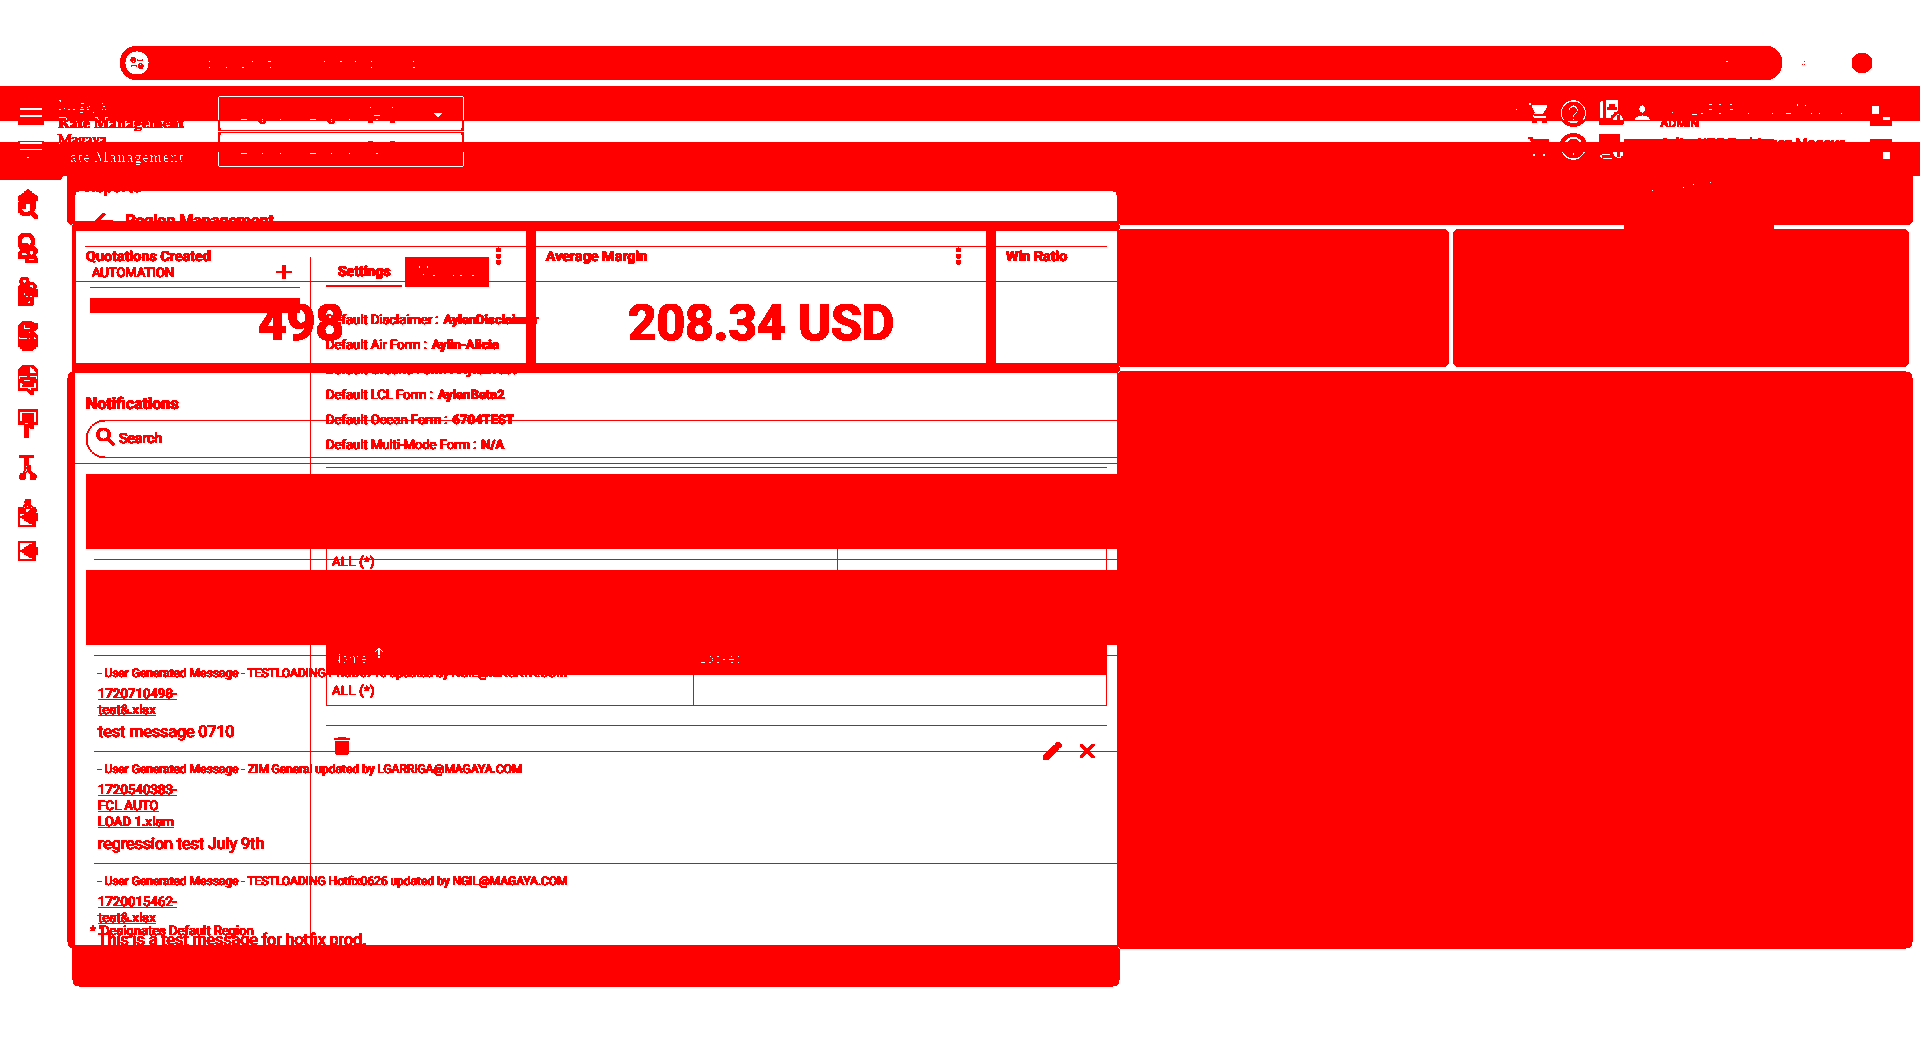 Rate Management
Magaya
Rate Management
ADMIN
Region Management
Quotations Created
AUTOMATION
Settings
Average Margin
Win Ratio
498
208.34 USD
Default Disclaimer : AylenDisclaimer
Default Air Form : Aylin-Alicia
Default LCL Form : AylenBeta2
Default Ocean Form : 6704TEST
Default Multi-Mode Form : N/A
Notifications
Search
ALL (*)
Name
ALL (*)
- User Generated Message - TESTLOADING updated by
1720710498-
test&.xlsx
test message 0710
- User Generated Message - ZIM General updated by LGARRIGA@MAGAYA.COM
1720540383-
FCL AUTO
LOAD 1.xlsm
regression test July 9th
- User Generated Message - TESTLOADING Hotfix0626 updated by NGIL@MAGAYA.COM
1720015462-
test&.xlsx
* Designates Default Region
This is a test message for hotfix prod.